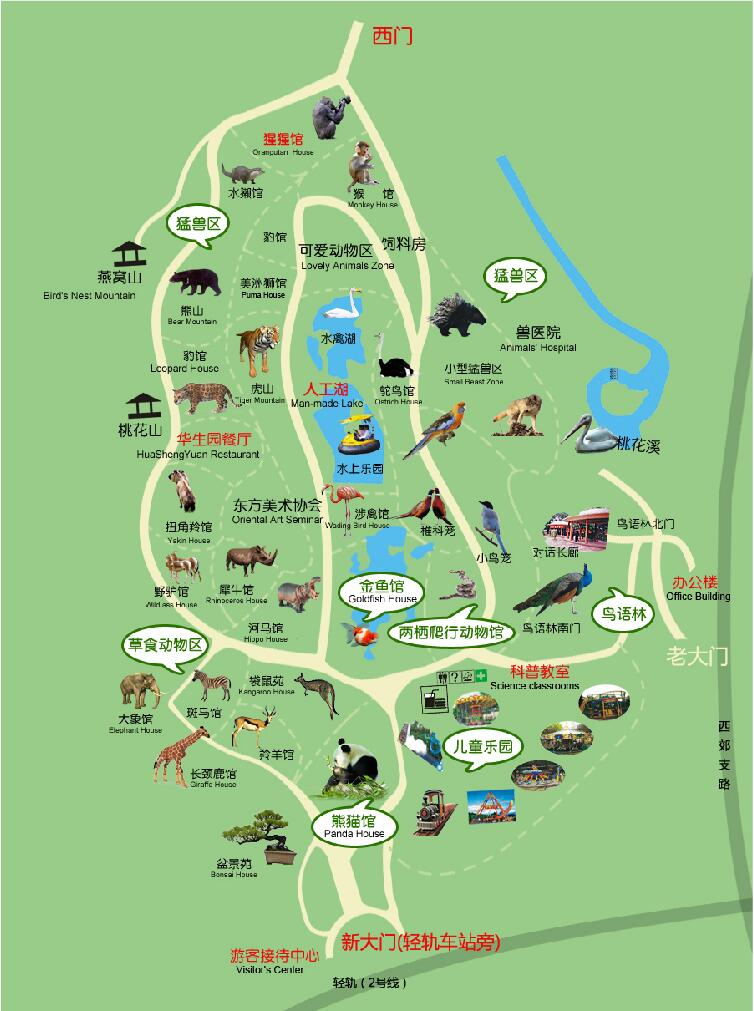 西门
猩猩馆
Orangutan House
水獭馆
猴 馆
Monkey House
猛兽区
豹馆
可爱动物区
Lovely Animals Zone
饲料房
燕窝山
Bird's Nest Mountain
美洲狮馆
Puma House
猛兽区
熊山
Bear Mountain
水禽湖
兽医院
Animals' Hospital
豹馆
Leopard House
虎山
Tiger Mountain
人工湖
Man-made Lake
鸵鸟馆
Ostrich House
小型猛兽区
Small Beast Zone
桃花山
华生园餐厅
HuaShengYuan Restaurant
水上乐园
桃花溪
扭角羚馆
Yakin House
东方美术协会
Oriental Art Seminar
涉禽馆
Wading Bird House
雉科笼
小鸟笼
对话长廊
鸟语林北门
野驴馆
Wild ass House
犀牛馆
Rhinoceros House
金鱼馆
Goldfish House
办公楼
Office Building
河马馆
Hippo House
两栖爬行动物馆
鸟语林南门
鸟语林
草食动物区
老大门
袋鼠苑
Kangaroo House
科普教室
Science classrooms
大象馆
Elephant House
斑马馆
羚羊馆
儿童乐园
西郊支路
长颈鹿馆
Giraffe House
熊猫馆
Panda House
盆景苑
Bonsai House
新大门(轻轨车站旁)
游客接待中心
Visitor's Center
轻轨（2号线）